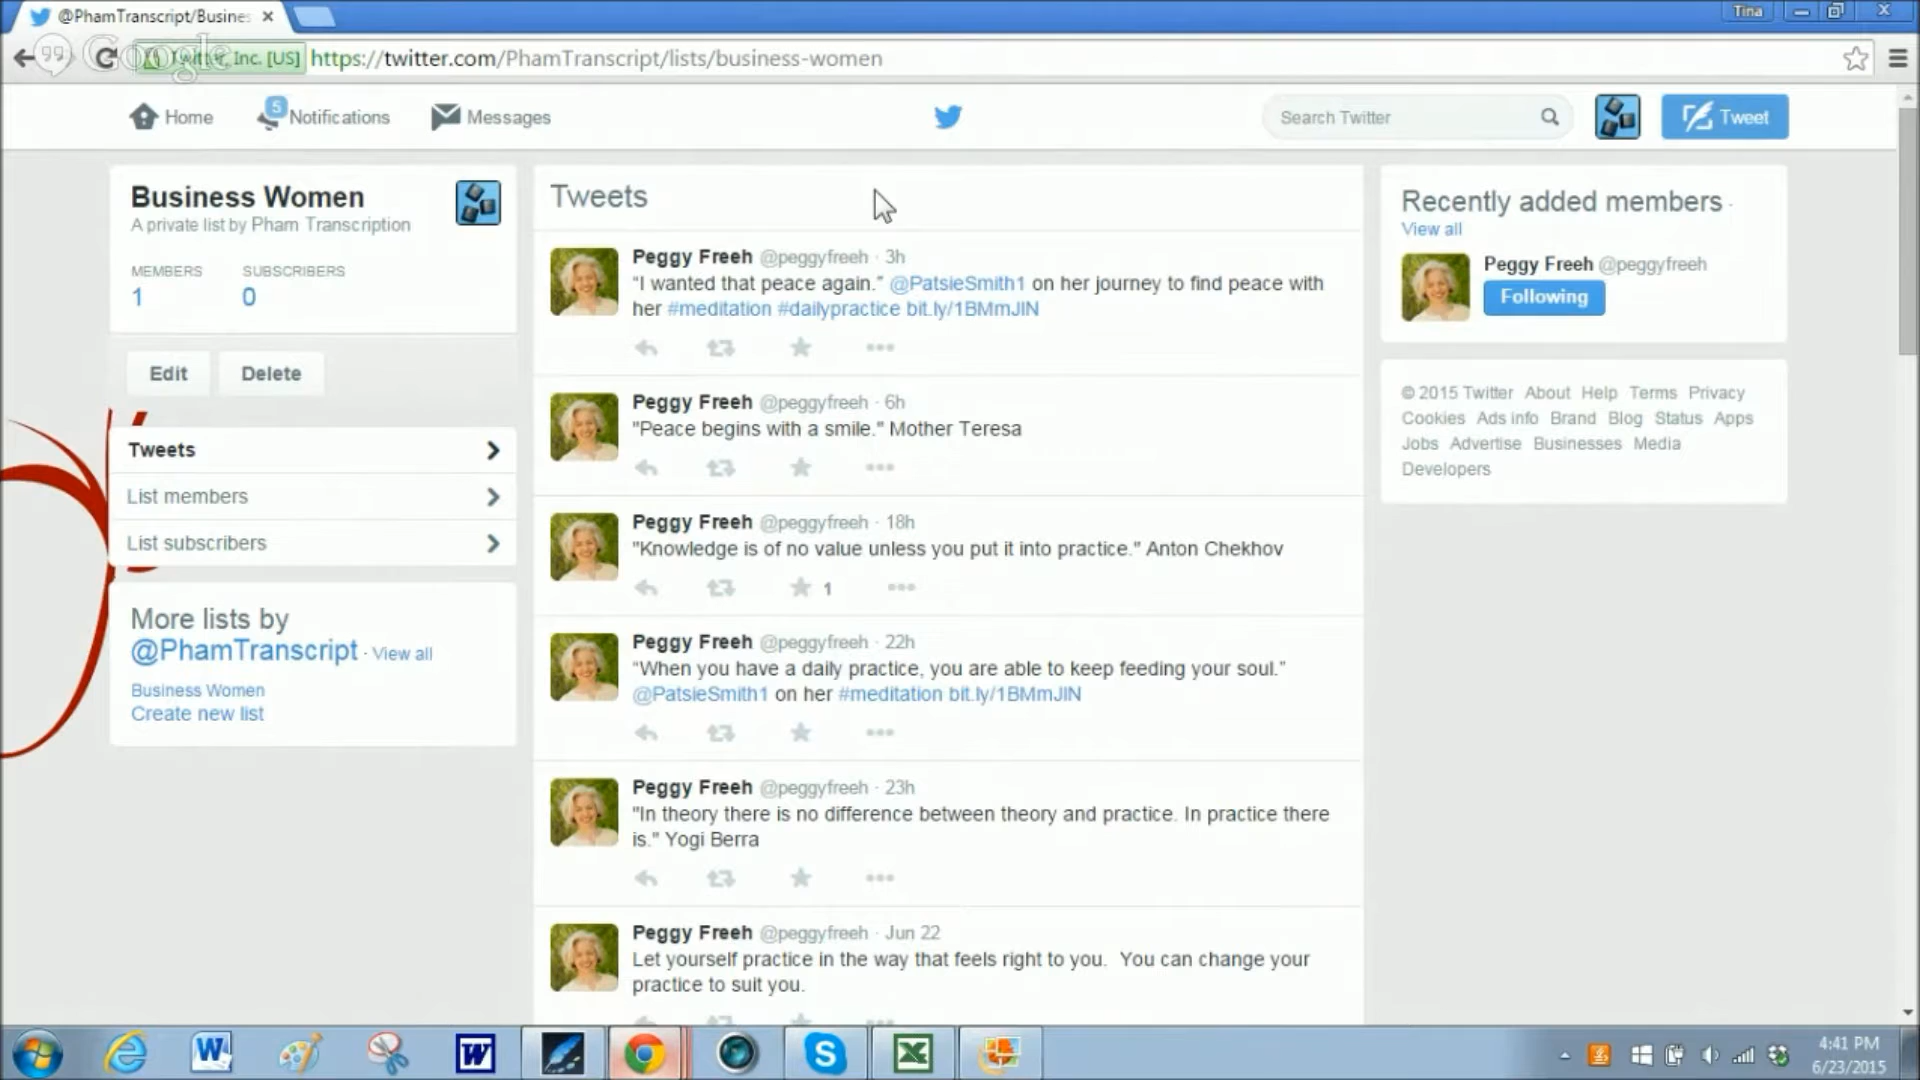 @PhamTranscript/Busines
Tina
Google
Twitter, Inc. [US]
https://twitter.com/PhamTranscript/lists/business-women
Home
5
Notifications
Messages
Search Twitter
Tweet
Business Women
A private list by Pham Transcription
MEMBERS SUBSCRIBERS
1 0
Edit Delete
Tweets
List members
List subscribers
More lists by
@PhamTranscript · View all
Business Women
Create new list
Tweets
Peggy Freeh @peggyfreeh · 3h
“I wanted that peace again.” @PatsieSmith1 on her journey to find peace with
her #meditation #dailypractice bit.ly/1BMmJIN
Peggy Freeh @peggyfreeh · 6h
"Peace begins with a smile." Mother Teresa
Peggy Freeh @peggyfreeh · 18h
"Knowledge is of no value unless you put it into practice." Anton Chekhov
1
Peggy Freeh @peggyfreeh · 22h
“When you have a daily practice, you are able to keep feeding your soul.”
@PatsieSmith1 on her #meditation bit.ly/1BMmJIN
Peggy Freeh @peggyfreeh · 23h
"In theory there is no difference between theory and practice. In practice there
is." Yogi Berra
Peggy Freeh @peggyfreeh · Jun 22
Let yourself practice in the way that feels right to you. You can change your
practice to suit you.
Recently added members ·
View all
Peggy Freeh @peggyfreeh
Following
© 2015 Twitter About Help Terms Privacy
Cookies Ads info Brand Blog Status Apps
Jobs Advertise Businesses Media
Developers
4:41 PM
6/23/2015